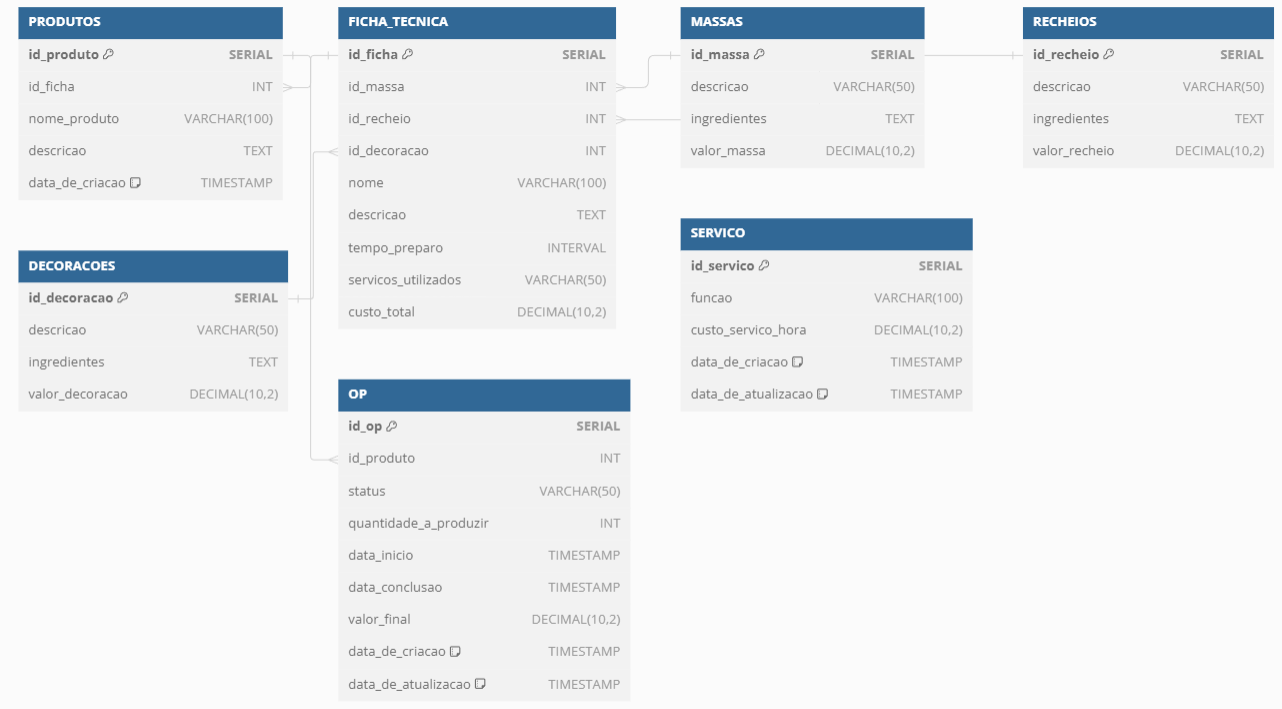 PRODUTOS
id_produto SERIAL
id_ficha INT
nome_produto VARCHAR(100)
descricao TEXT
data_de_criacao TIMESTAMP
FICHA_TECNICA
id_ficha SERIAL
id_massa INT
id_recheio INT
id_decoracao INT
nome VARCHAR(100)
descricao TEXT
tempo_preparo INTERVAL
servicos_utilizados VARCHAR(50)
custo_total DECIMAL(10,2)
MASSAS
id_massa SERIAL
descricao VARCHAR(50)
ingredientes TEXT
valor_massa DECIMAL(10,2)
RECHEIOS
id_recheio SERIAL
descricao VARCHAR(50)
ingredientes TEXT
valor_recheio DECIMAL(10,2)
DECORACOES
id_decoracao SERIAL
descricao VARCHAR(50)
ingredientes TEXT
valor_decoracao DECIMAL(10,2)
SERVICO
id_servico SERIAL
funcao VARCHAR(100)
custo_servico_hora DECIMAL(10,2)
data_de_criacao TIMESTAMP
data_de_atualizacao TIMESTAMP
OP
id_op SERIAL
id_produto INT
status VARCHAR(50)
quantidade_a_produzir INT
data_inicio TIMESTAMP
data_conclusao TIMESTAMP
valor_final DECIMAL(10,2)
data_de_criacao TIMESTAMP
data_de_atualizacao TIMESTAMP